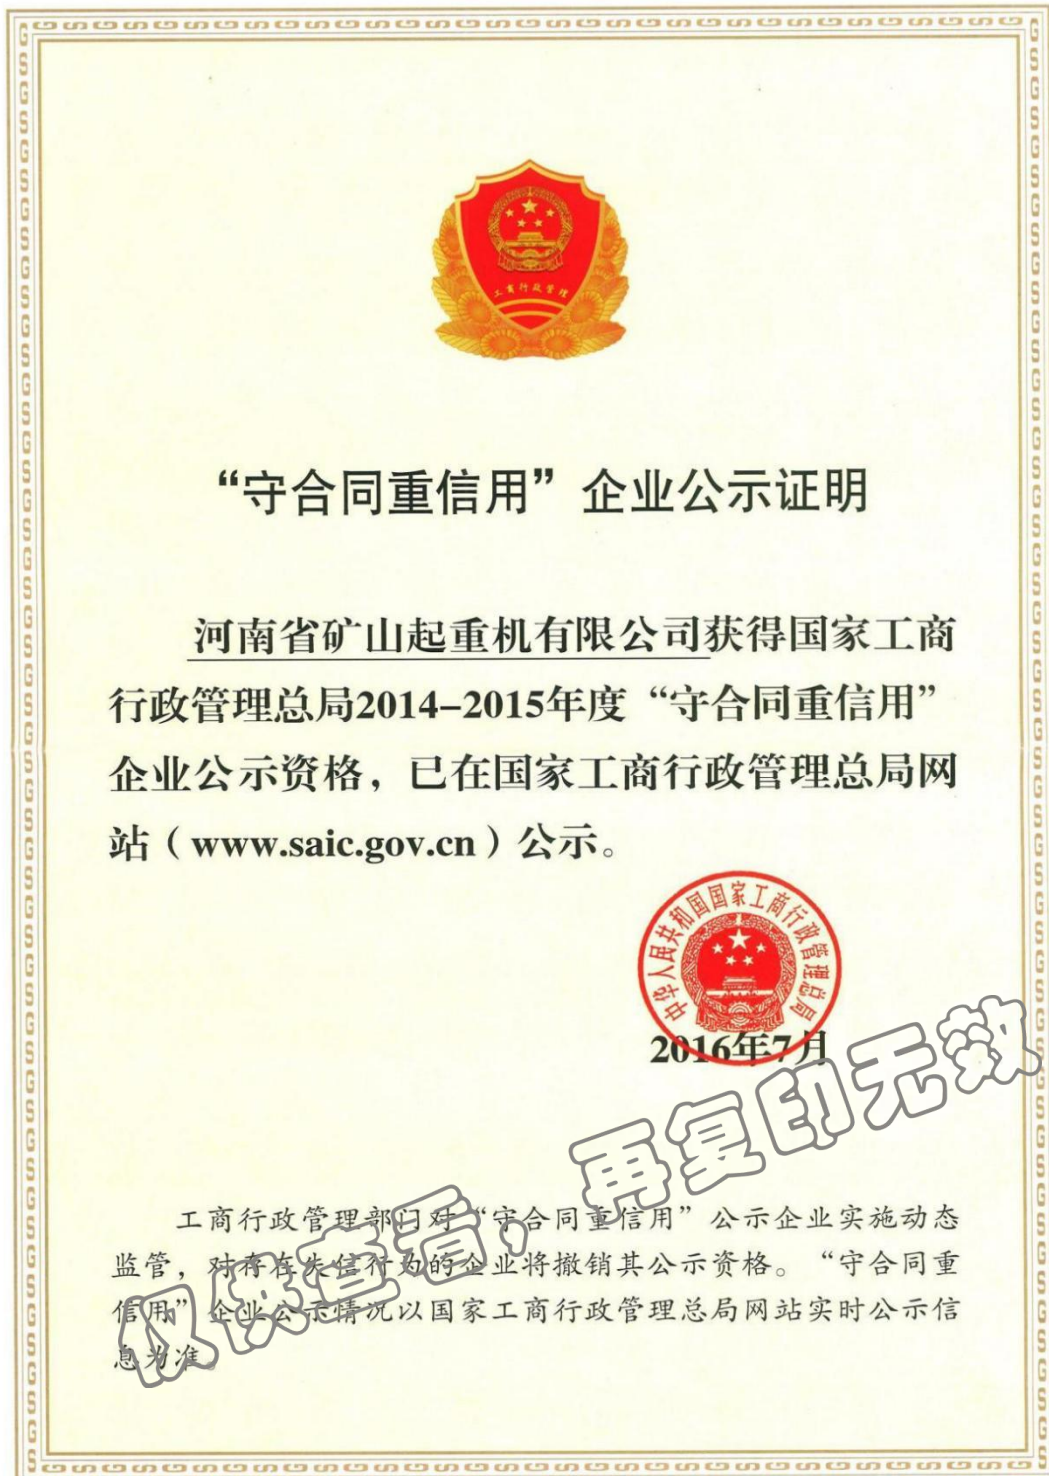 工商行政管理
“守合同重信用”企业公示证明
河南省矿山起重机有限公司获得国家工商
行政管理总局2014-2015年度“守合同重信用”
企业公示资格，已在国家工商行政管理总局网
站（www.saic.gov.cn）公示。
中华人民共和国国家工商行政管理总局
2016年7月
仅供查看，再复印无效
工商行政管理部门对“守合同重信用”公示企业实施动态
监管，对存在失信行为的企业将撤销其公示资格。“守合同重
信用”企业公示情况以国家工商行政管理总局网站实时公示信
息为准。